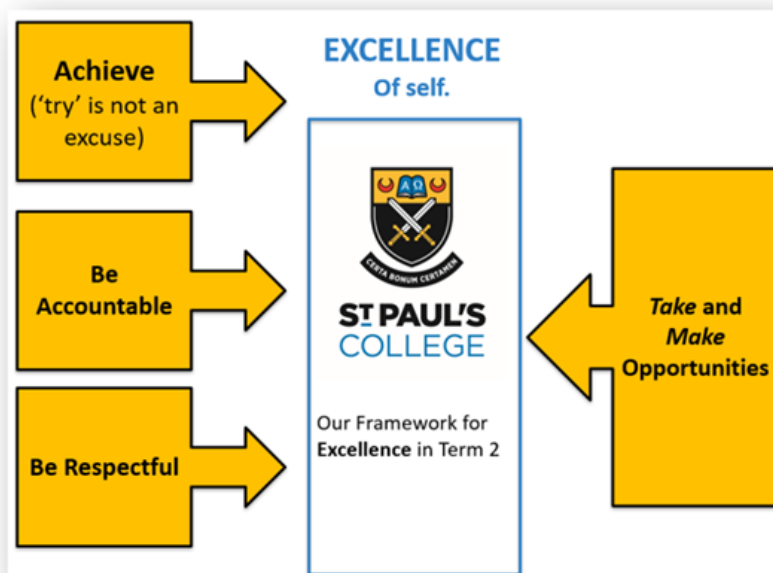 Achieve
(‘try’ is not an
excuse)
Be
Accountable
Be Respectful
EXCELLENCE
Of self.
ΑΩ
CERTA BONUM CERTAMEN
ST PAUL'S
COLLEGE
Our Framework for
Excellence in Term 2
Take and
Make
Opportunities